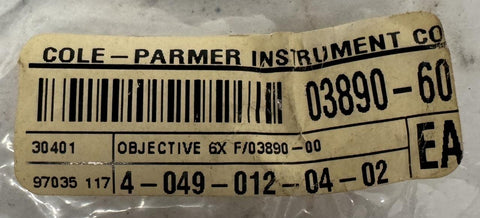 COLE-PARMER INSTRUMENT CO
03890-60
30401 OBJECTIVE 6X F/03890-00
EA
97035 117 4-049-012-04-02